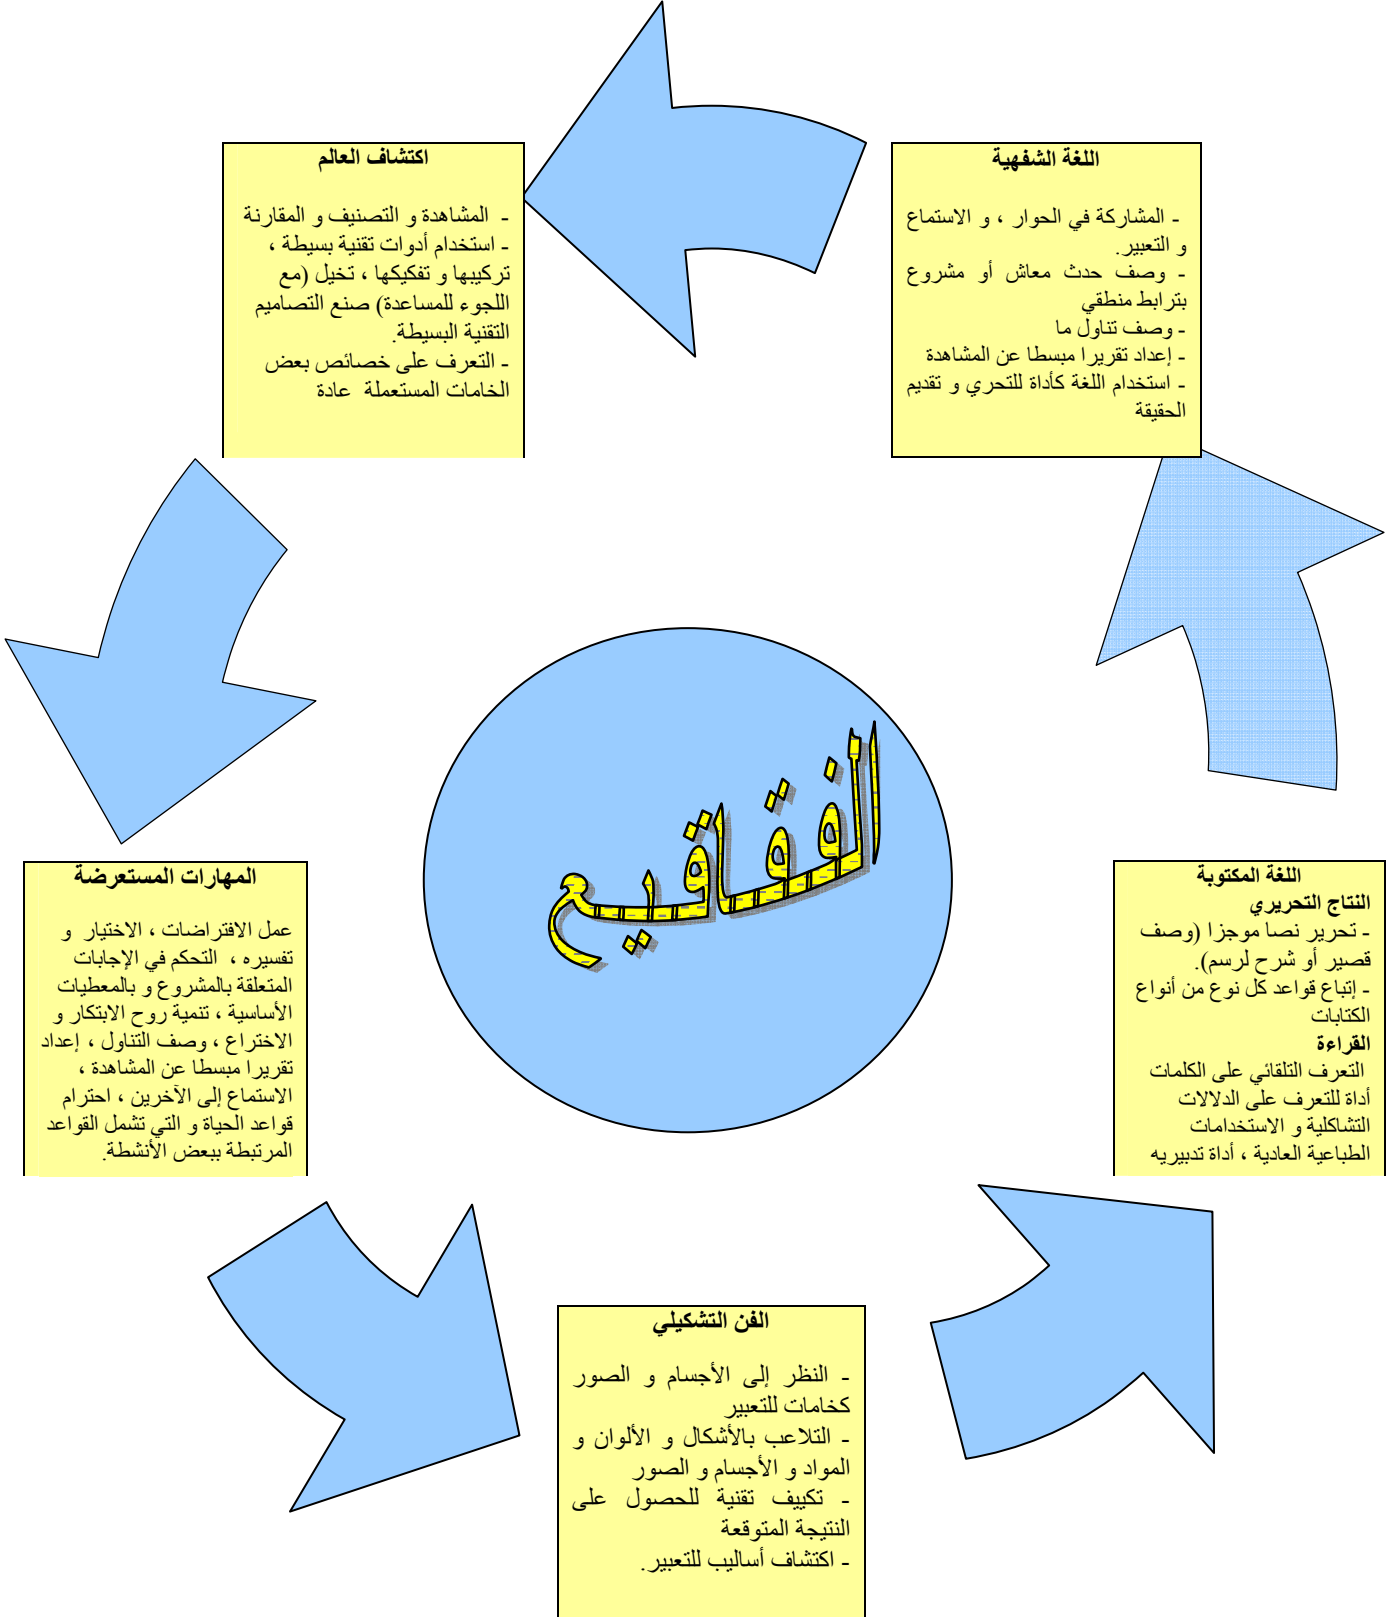 اللغة الشفهية
- المشاركة في الحوار ، و الاستماع
و التعبير.
- وصف حدث معاش أو مشروع
بترابط منطقي
- وصف تناول ما
- إعداد تقريرا مبسطا عن المشاهدة
- استخدام اللغة كأداة للتحري و تقديم
الحقيقة
اكتشاف العالم
- المشاهدة و التصنيف و المقارنة
- استخدام أدوات تقنية بسيطة ،
تركيبها و تفكيكها ، تخيل (مع
اللجوء للمساعدة) صنع التصاميم
التقنية البسيطة.
- التعرف على خصائص بعض
الخامات المستعملة عادة
الفقاقيع
اللغة المكتوبة
النتاج التحريري
- تحرير نصا موجزا (وصف
قصير أو شرح لرسم).
- إتباع قواعد كل نوع من أنواع
الكتابات
القراءة
التعرف التلقائي على الكلمات
أداة للتعرف على الدلالات
التشاكلية و الاستخدامات
الطباعية العادية ، أداة تدبيريه
المهارات المستعرضة
عمل الافتراضات ، الاختيار و
تفسيره ، التحكم في الإجابات
المتعلقة بالمشروع و بالمعطيات
الأساسية ، تنمية روح الابتكار و
الاختراع ، وصف التناول ، إعداد
تقريرا مبسطا عن المشاهدة ،
الاستماع إلى الآخرين ، احترام
قواعد الحياة و التي تشمل القواعد
المرتبطة ببعض الأنشطة.
الفن التشكيلي
- النظر إلى الأجسام و الصور
كخامات للتعبير
- التلاعب بالأشكال و الألوان و
المواد و الأجسام و الصور
- تكييف تقنية للحصول على
النتيجة المتوقعة
- اكتشاف أساليب للتعبير.